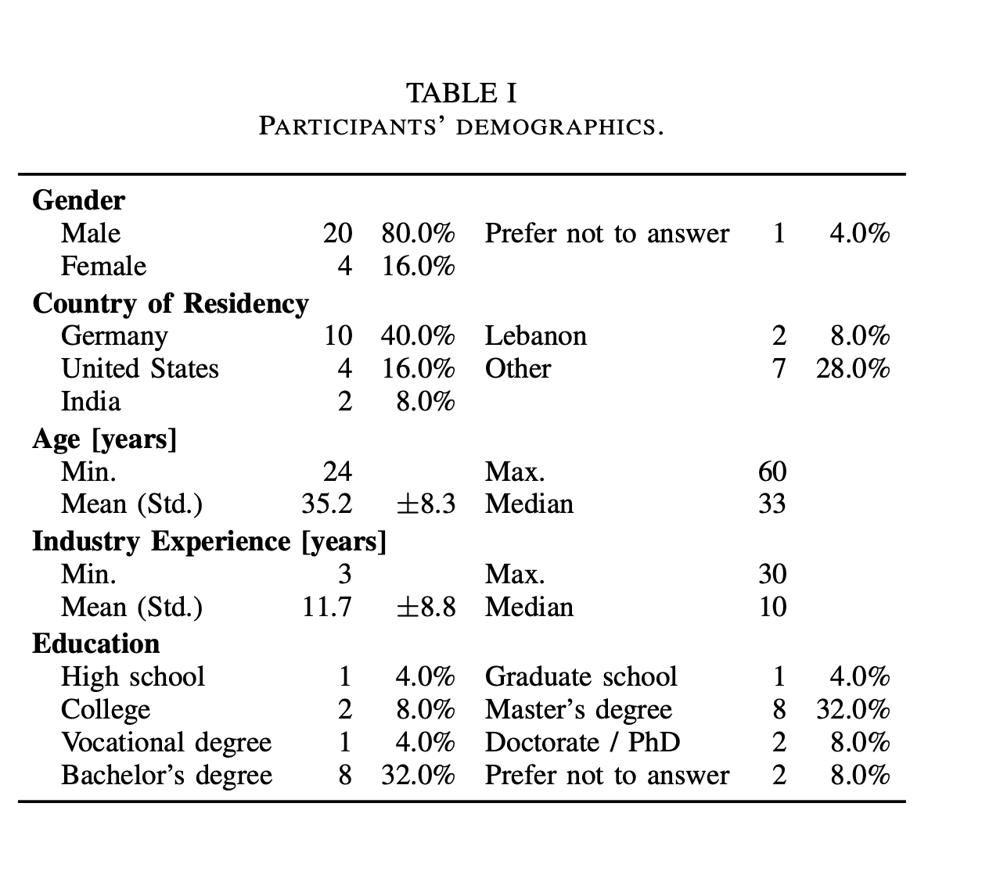 TABLE I
PARTICIPANTS' DEMOGRAPHICS.
Gender
Male 20 80.0% Prefer not to answer 1 4.0%
Female 4 16.0%
Country of Residency
Germany 10 40.0% Lebanon 2 8.0%
United States 4 16.0% Other 7 28.0%
India 2 8.0%
Age [years]
Min. 24 Max. 60
Mean (Std.) 35.2 ±8.3 Median 33
Industry Experience [years]
Min. 3 Max. 30
Mean (Std.) 11.7 ±8.8 Median 10
Education
High school 1 4.0% Graduate school 1 4.0%
College 2 8.0% Master's degree 8 32.0%
Vocational degree 1 4.0% Doctorate / PhD 2 8.0%
Bachelor's degree 8 32.0% Prefer not to answer 2 8.0%